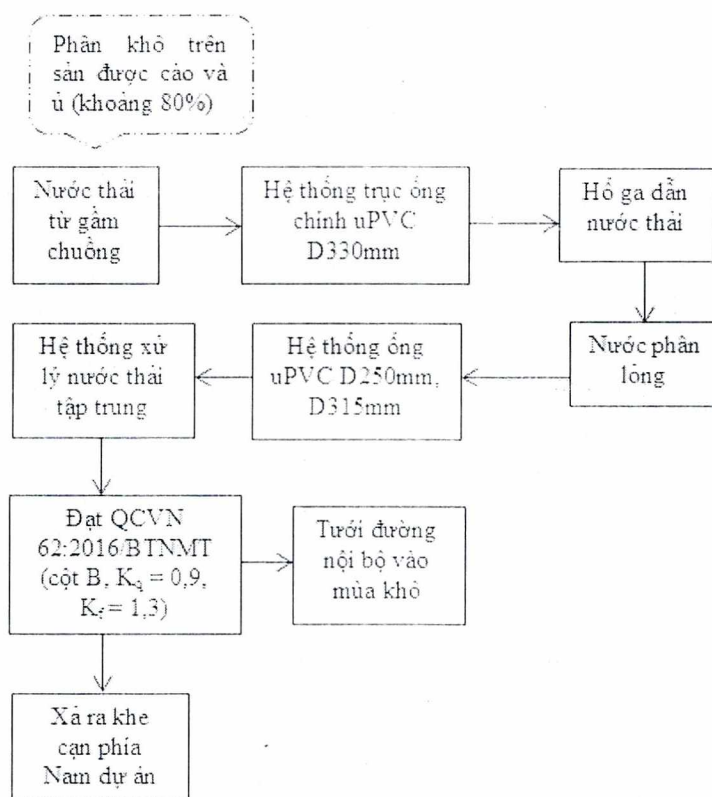 Phân khô trên
sàn được cào và
ủ (khoảng 80%)
Nước thải
từ gầm
chuồng
Hệ thống trục ống
chính uPVC
D330mm
Hố ga dẫn
nước thải
Hệ thống xử
lý nước thải
tập trung
Hệ thống ống
uPVC D250mm,
D315mm
Nước phân
lỏng
Đạt QCVN
62:2016/BTNMT
(cột B, Kq = 0,9,
Kf = 1,3)
Tưới đường
nội bộ vào
mùa khô
Xả ra khe
cạn phía
Nam dự án